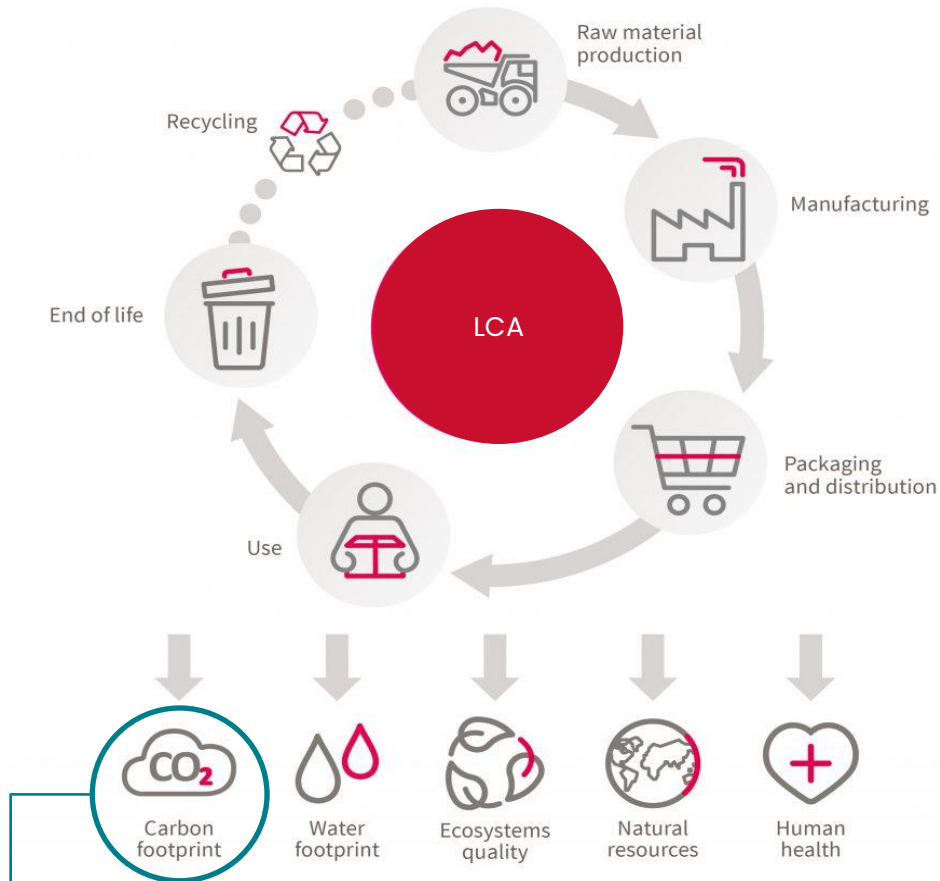 Raw material
production
Recycling
Manufacturing
LCA
End of life
Packaging
and distribution
Use
CO₂
Carbon
footprint
Water
footprint
Ecosystems
quality
Natural
resources
Human
health